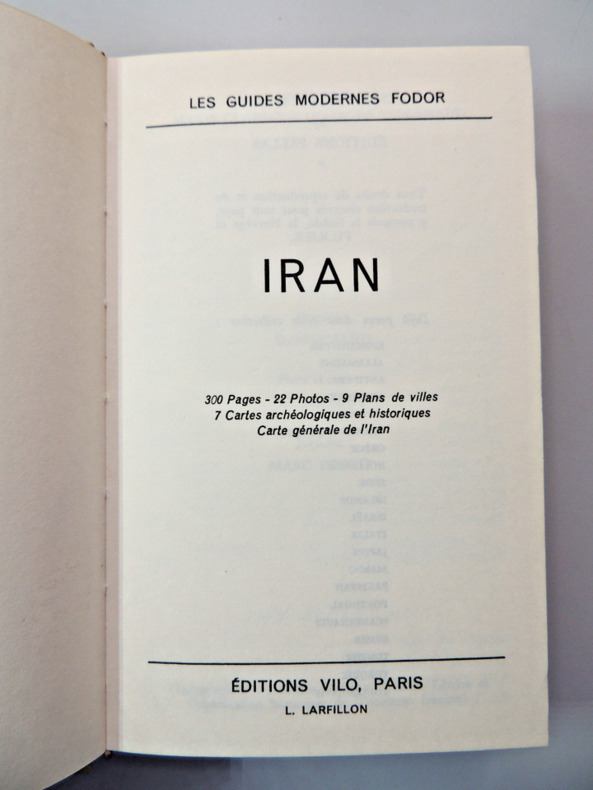 LES GUIDES MODERNES FODOR
IRAN
300 Pages - 22 Photos - 9 Plans de villes
7 Cartes archéologiques et historiques
Carte générale de l'Iran
ÉDITIONS VILO, PARIS
L. LARFILLON